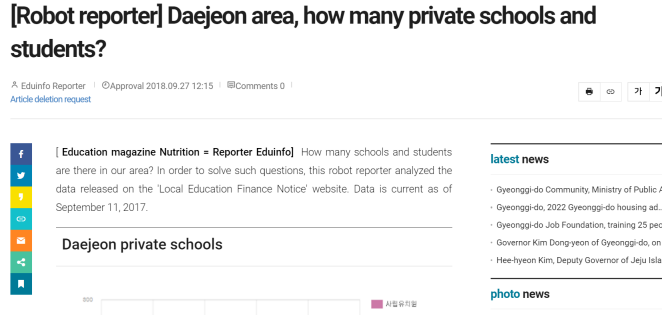 [Robot reporter] Daejeon area, how many private schools and
students?
Eduinfo Reporter
Approval 2018.09.27 12:15
Comments 0
Article deletion request
가
[ Education magazine Nutrition = Reporter Eduinfo] How many schools and students
are there in our area? In order to solve such questions, this robot reporter analyzed the
data released on the 'Local Education Finance Notice' website. Data is current as of
September 11, 2017.
Daejeon private schools
800
사립유치원
latest news
Gyeonggi-do Community, Ministry of Public
Gyeonggi-do, 2022 Gyeonggi-do housing ad..
Gyeonggi-do Job Foundation, training 25
Governor Kim Dong-yeon of Gyeonggi-do, on
Hee-hyeon Kim, Deputy Governor of Jeju
photo news